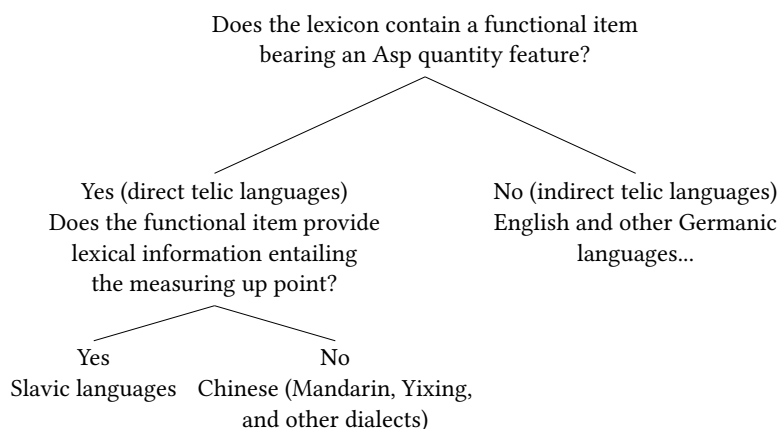 Does the lexicon contain a functional item
bearing an Asp quantity feature?
Yes (direct telic languages)
Does the functional item provide
lexical information entailing
the measuring up point?
No (indirect telic languages)
English and other Germanic
languages...
Yes
Slavic languages
No
Chinese (Mandarin, Yixing,
and other dialects)